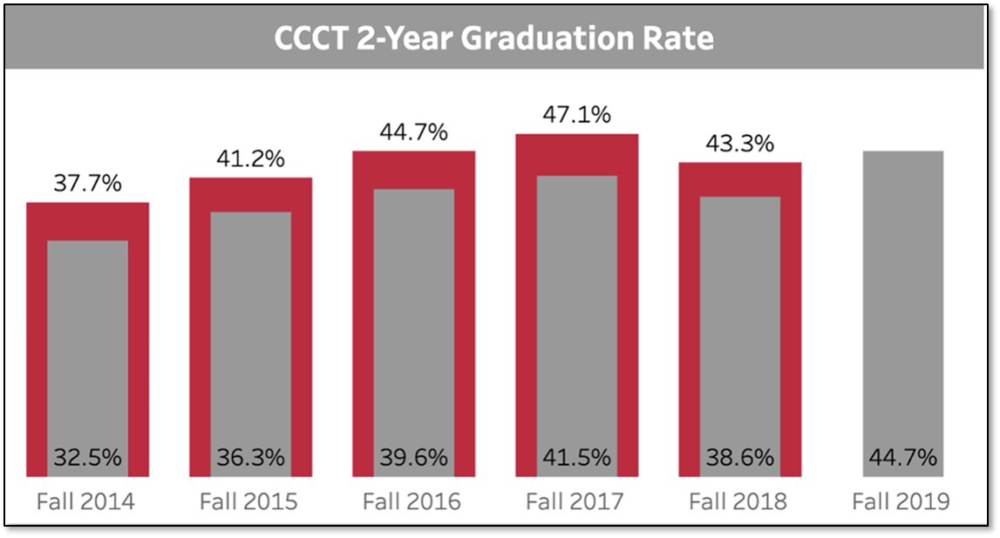 CCCT 2-Year Graduation Rate
47.1%
44.7%
43.3%
41.2%
37.7%
32.5% 36.3% 39.6% 41.5% 38.6% 44.7%
Fall 2014 Fall 2015 Fall 2016 Fall 2017 Fall 2018 Fall 2019